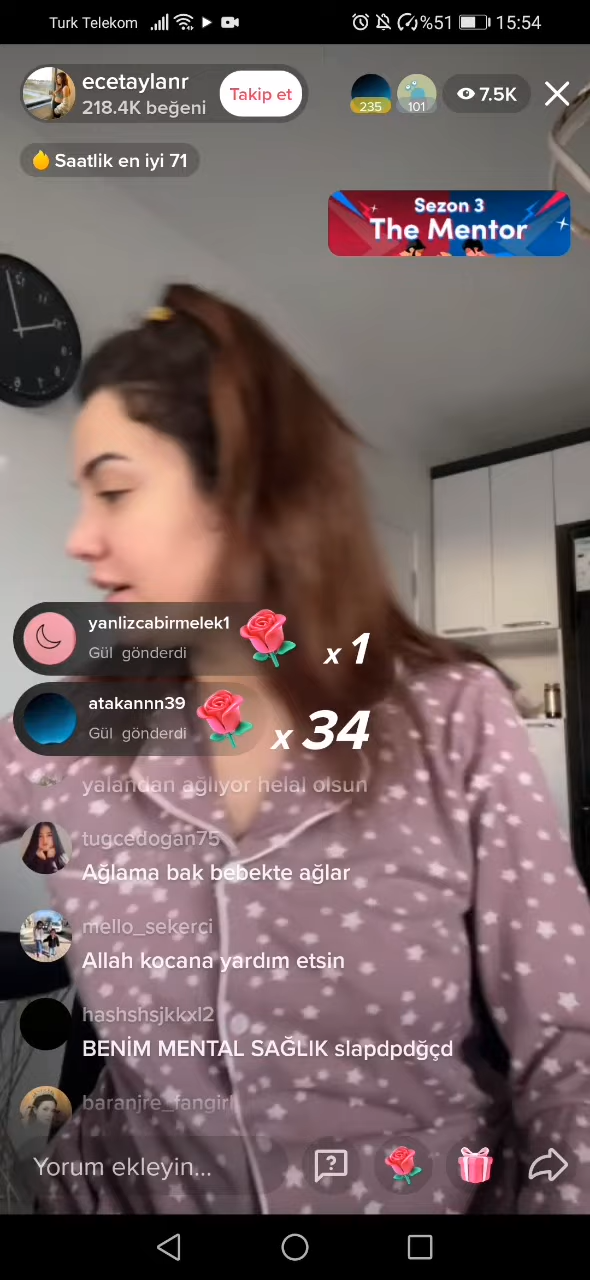 Turk Telekom %51 15:54
ecetaylanr
218.4K beğeni
Takip et
235
101
7.5K
Saatlik en iyi 71
Sezon 3
The Mentor
yanlizcabirmelek1
Gül gönderdi
x 1
atakannn39
Gül gönderdi
x 34
yalandan ağlıyor helal olsun
tugcedogan75
Ağlama bak bebekte ağlar
mello_sekerci
Allah kocana yardım etsin
hashshsjkkxl2
BENİM MENTAL SAĞLIK slapdpdğçd
baranjre_fangirl
Yorum ekleyin...